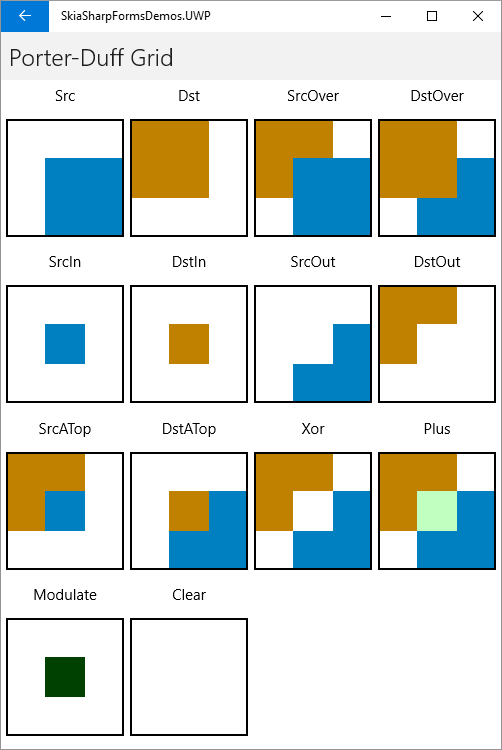 SkiaSharpFormsDemos.UWP
Porter-Duff Grid
Src Dst SrcOver DstOver
SrcIn DstIn SrcOut DstOut
SrcATop DstATop Xor Plus
Modulate Clear